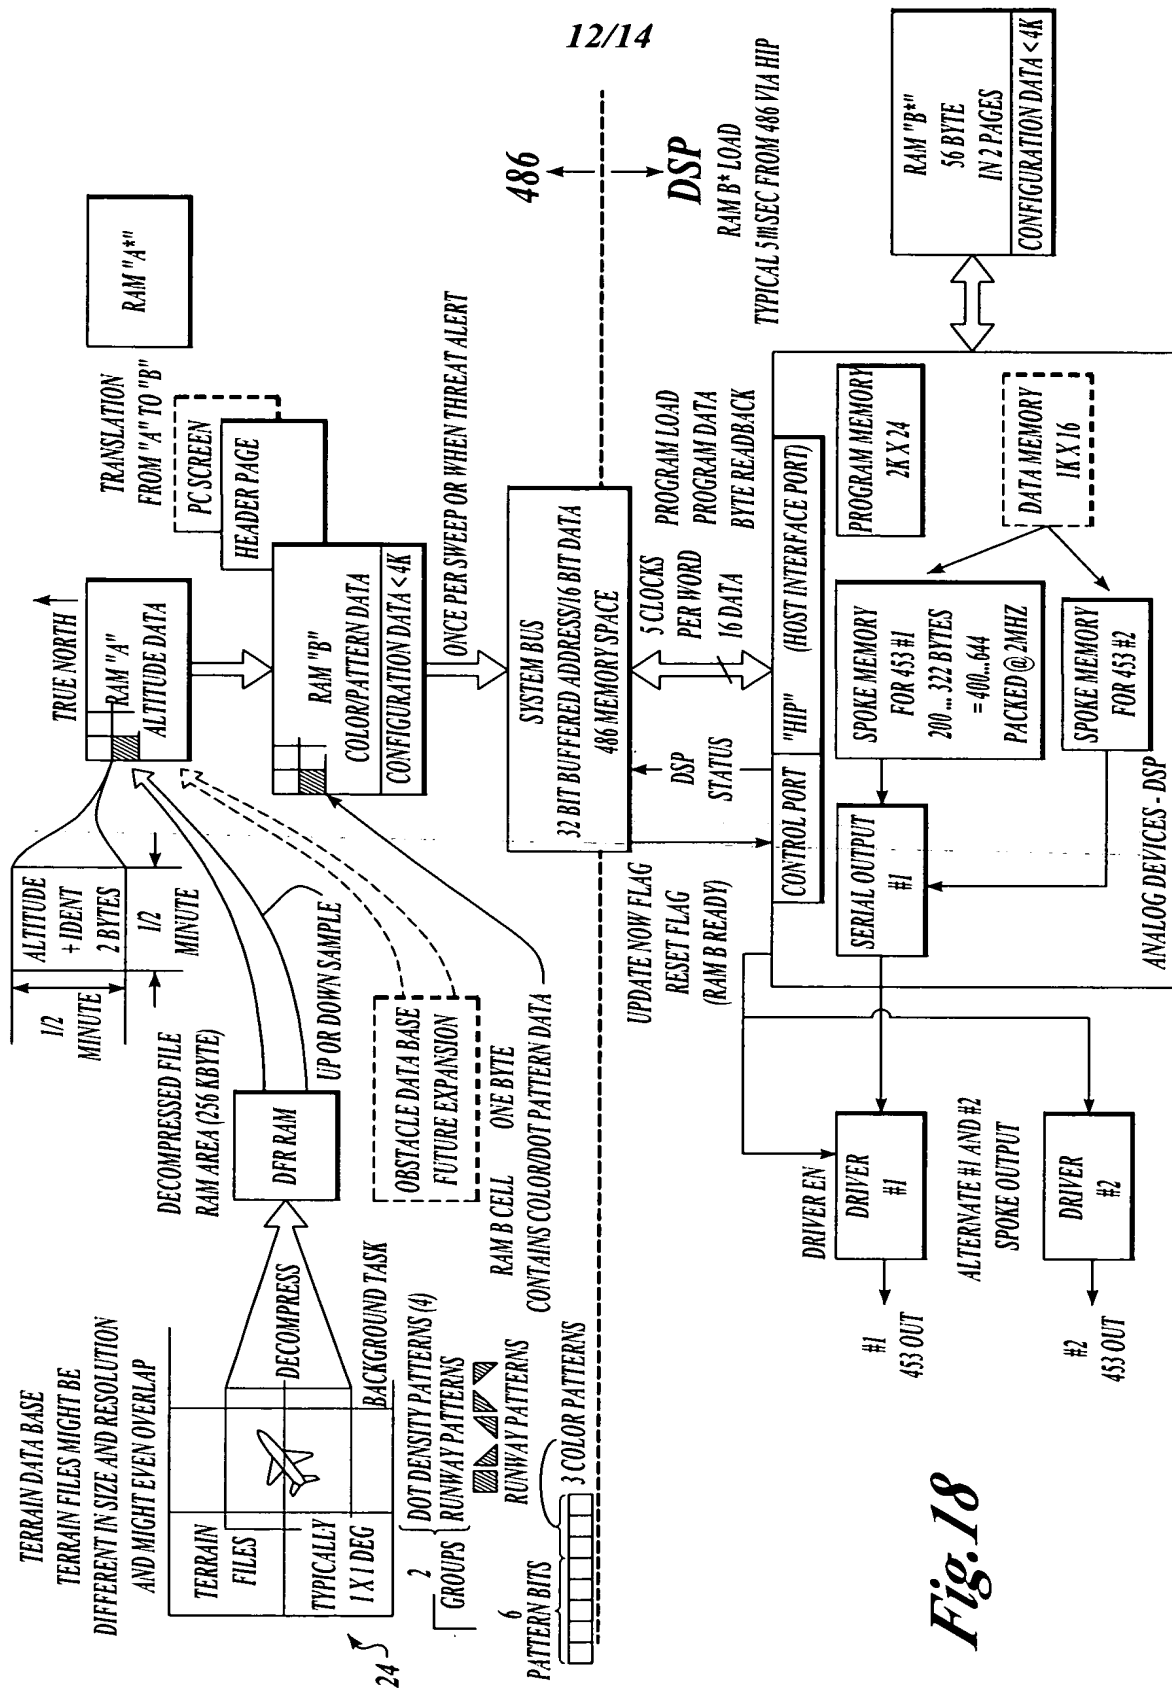 12/14
TERRAIN DATA BASE
TERRAIN FILES MIGHT BE
DIFFERENT IN SIZE AND RESOLUTION
AND MIGHT EVEN OVERLAP
TERRAIN
FILES
TYPICALLY
1 X 1 DEG
24
DECOMPRESS
BACKGROUND TASK
DECOMPRESSED FILE
RAM AREA (256 KBYTE)
DFR RAM
UP OR DOWN SAMPLE
1/2
MINUTE
ALTITUDE
+ IDENT
2 BYTES
1/2
MINUTE
TRUE NORTH
RAM "A"
ALTITUDE DATA
TRANSLATION
FROM "A" TO "B"
RAM "A*"
OBSTACLE DATA BASE
FUTURE EXPANSION
PC SCREEN
HEADER PAGE
RAM "B"
COLOR/PATTERN DATA
CONFIGURATION DATA <4K
2
GROUPS
DOT DENSITY PATTERNS (4)
RUNWAY PATTERNS
RUNWAY PATTERNS
6
PATTERN BITS
3 COLOR PATTERNS
RAM B CELL ONE BYTE
CONTAINS COLOR/DOT PATTERN DATA
ONCE PER SWEEP OR WHEN THREAT ALERT
486
DSP
SYSTEM BUS
32 BIT BUFFERED ADDRESS/16 BIT DATA
486 MEMORY SPACE
RAM B* LOAD
TYPICAL 5 mSEC FROM 486 VIA HIP
UPDATE NOW FLAG
RESET FLAG
(RAM B READY)
DSP
STATUS
5 CLOCKS
PER WORD
16 DATA
PROGRAM LOAD
PROGRAM DATA
BYTE READBACK
CONTROL PORT
"HIP" (HOST INTERFACE PORT)
DRIVER EN
DRIVER
#1
#1
453 OUT
ALTERNATE #1 AND #2
SPOKE OUTPUT
DRIVER
#2
#2
453 OUT
SERIAL OUTPUT
#1
SPOKE MEMORY
FOR 453 #1
200 ... 322 BYTES
= 400...644
PACKED @ 2MHZ
PROGRAM MEMORY
2K X 24
SPOKE MEMORY
FOR 453 #2
DATA MEMORY
1K X 16
ANALOG DEVICES - DSP
RAM "B*"
56 BYTE
IN 2 PAGES
CONFIGURATION DATA <4K
Fig.18